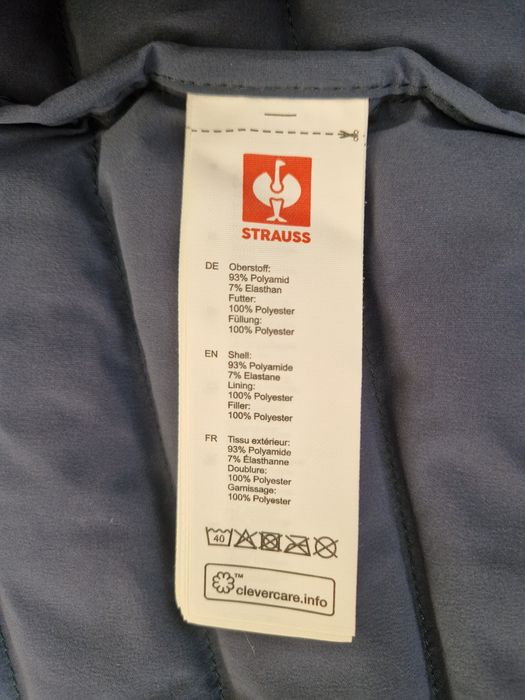 STRAUSS
DE Oberstoff:
93% Polyamid
7% Elasthan
Futter:
100% Polyester
Füllung:
100% Polyester
EN Shell:
93% Polyamide
7% Elastane
Lining:
100% Polyester
Filler:
100% Polyester
FR Tissu extérieur:
93% Polyamide
7% Élasthanne
Doublure:
100% Polyester
Garnissage:
100% Polyester
40
™ clevercare.info